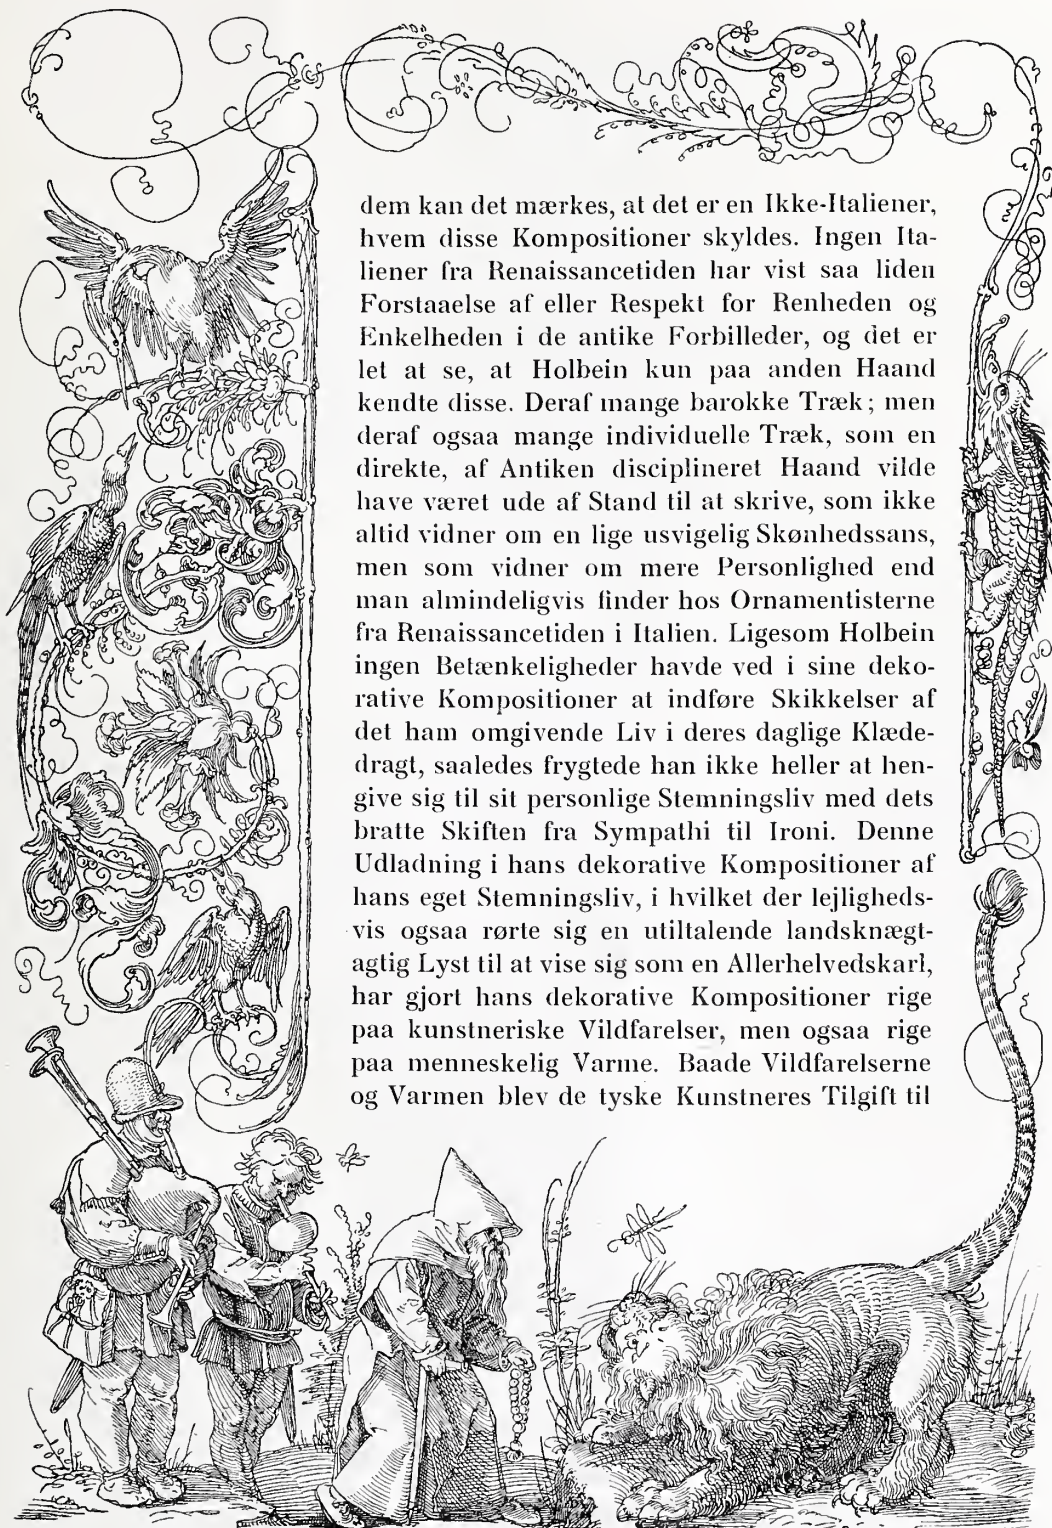 dem kan det mærkes, at det er en Ikke-Italiener,
hvem disse Kompositioner skyldes. Ingen Ita-
liener fra Renaissancetiden har vist saa liden
Forstaaelse af eller Respekt for Renheden og
Enkelheden i de antike Forbilleder, og det er
let at se, at Holbein kun paa anden Haand
kendte disse. Deraf mange barokke Træk; men
deraf ogsaa mange individuelle Træk, som en
direkte, af Antiken disciplineret Haand vilde
have været ude af Stand til at skrive, som ikke
altid vidner om en lige usvigelig Skønhedssans,
men som vidner om mere Personlighed end
man almindeligvis finder hos Ornamentisterne
fra Renaissancetiden i Italien. Ligesom Holbein
ingen Betænkeligheder havde ved i sine deko-
rative Kompositioner at indføre Skikkelser af
det ham omgivende Liv i deres daglige Klæde-
dragt, saaledes frygtede han ikke heller at hen-
give sig til sit personlige Stemningsliv med dets
bratte Skiften fra Sympathi til Ironi. Denne
Udladning i hans dekorative Kompositioner af
hans eget Stemningsliv, i hvilket der lejligheds-
vis ogsaa rørte sig en utiltalende landsknægt-
agtig Lyst til at vise sig som en Allerhelvedskarl,
har gjort hans dekorative Kompositioner rige
paa kunstneriske Vildfarelser, men ogsaa rige
paa menneskelig Varme. Baade Vildfarelserne
og Varmen blev de tyske Kunstneres Tilgift til